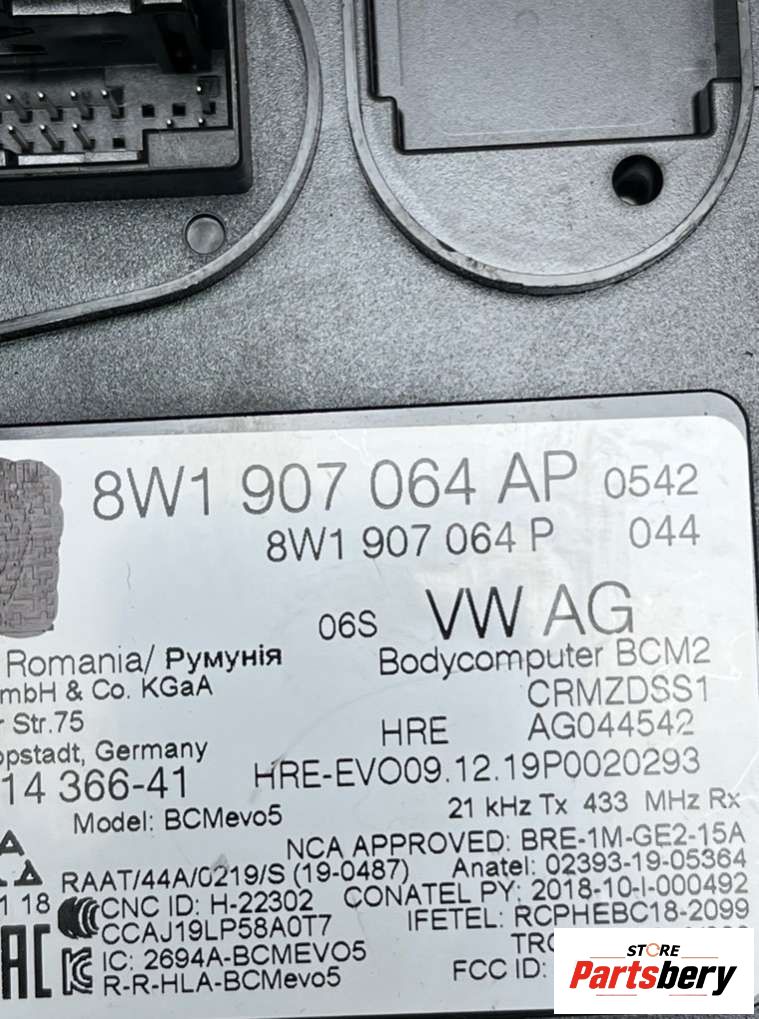 8W1 907 064 AP 0542
8W1 907 064 P 044
06S VW AG
Romania/ Румунія
Bodycomputer BCM2
mbH & Co. KGaA
CRMZDSS1
Str.75
HRE AG044542
ppstadt, Germany
14 366-41
HRE-EVO09.12.19P0020293
Model: BCMevo5
21 kHz Tx 433 MHz Rx
NCA APPROVED: BRE-1M-GE2-15A
RAAT/44A/0219/S (19-0487) Anatel: 02393-19-05364
1 18 CNC ID: H-22302 CONATEL PY: 2018-10-I-000492
CCAJ19LP58A0T7 IFETEL: RCPHEBC18-2099
EAC IC: 2694A-BCMEVO5
R-R-HLA-BCMevo5 FCC ID:
STORE
Partsbery